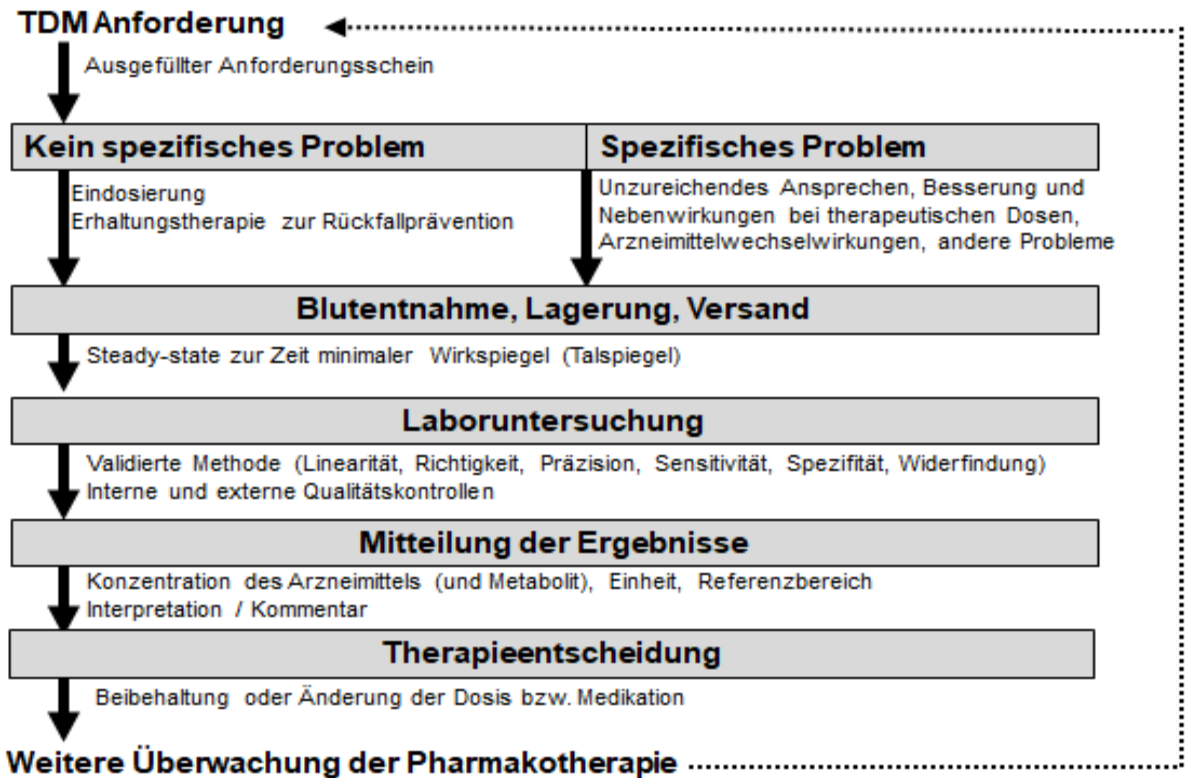 TDM Anforderung
Ausgefüllter Anforderungsschein
Kein spezifisches Problem
Spezifisches Problem
Eindosierung
Erhaltungstherapie zur Rückfallprävention
Unzureichendes Ansprechen, Besserung und
Nebenwirkungen bei therapeutischen Dosen,
Arzneimittelwechselwirkungen, andere Probleme
Blutentnahme, Lagerung, Versand
Steady-state zur Zeit minimaler Wirkspiegel (Talspiegel)
Laboruntersuchung
Validierte Methode (Linearität, Richtigkeit, Präzision, Sensitivität, Spezifität, Widerfindung)
Interne und externe Qualitätskontrollen
Mitteilung der Ergebnisse
Konzentration des Arzneimittels (und Metabolit), Einheit, Referenzbereich
Interpretation / Kommentar
Therapieentscheidung
Beibehaltung oder Änderung der Dosis bzw. Medikation
Weitere Überwachung der Pharmakotherapie